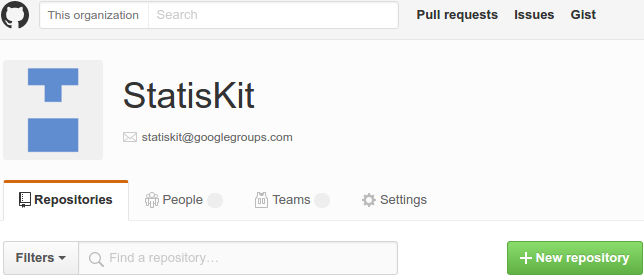 This organization Search Pull requests Issues Gist
StatisKit
statiskit@googlegroups.com
Repositories People Teams Settings
Filters Find a repository… New repository